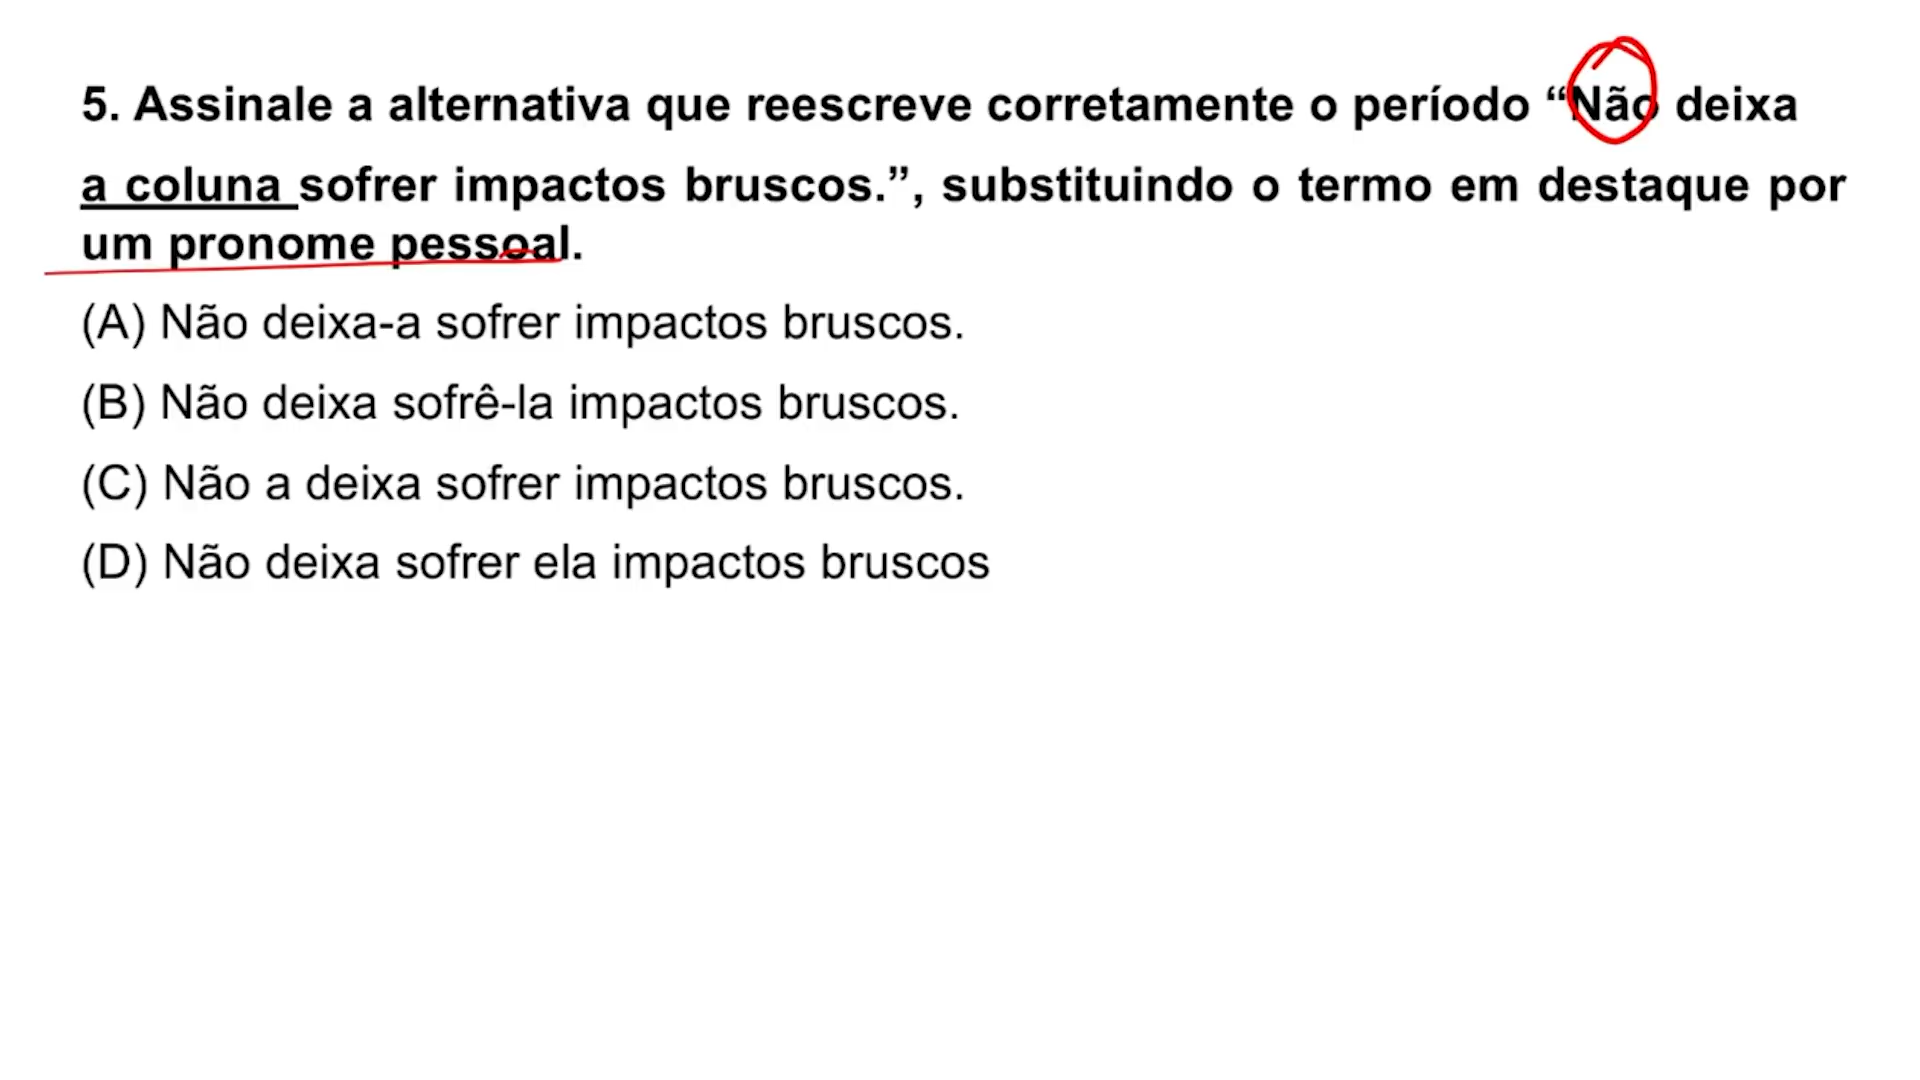 5. Assinale a alternativa que reescreve corretamente o período “Não deixa
a coluna sofrer impactos bruscos.”, substituindo o termo em destaque por
um pronome pessoal.
(A) Não deixa-a sofrer impactos bruscos.
(B) Não deixa sofrê-la impactos bruscos.
(C) Não a deixa sofrer impactos bruscos.
(D) Não deixa sofrer ela impactos bruscos